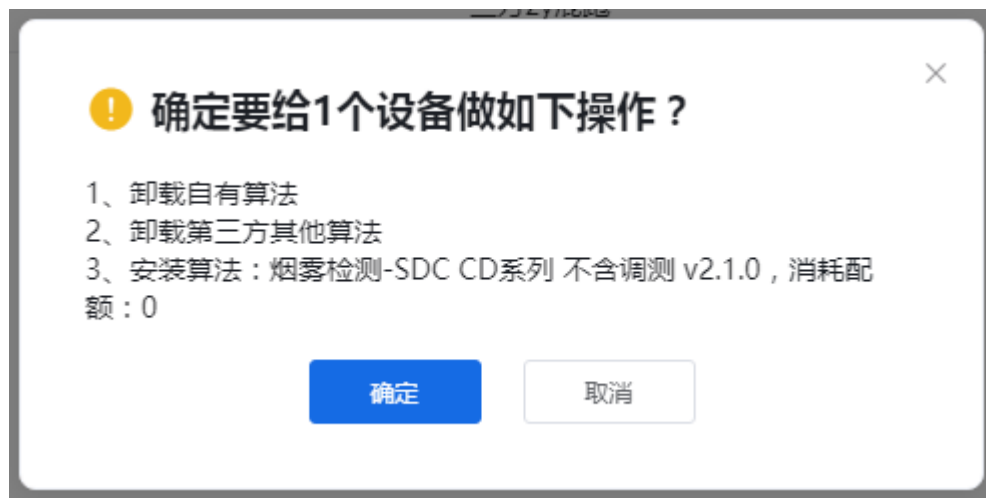 确定要给1个设备做如下操作？
1、卸载自有算法
2、卸载第三方其他算法
3、安装算法：烟雾检测-SDC CD系列 不含调测 v2.1.0，消耗配
额：0
确定
取消